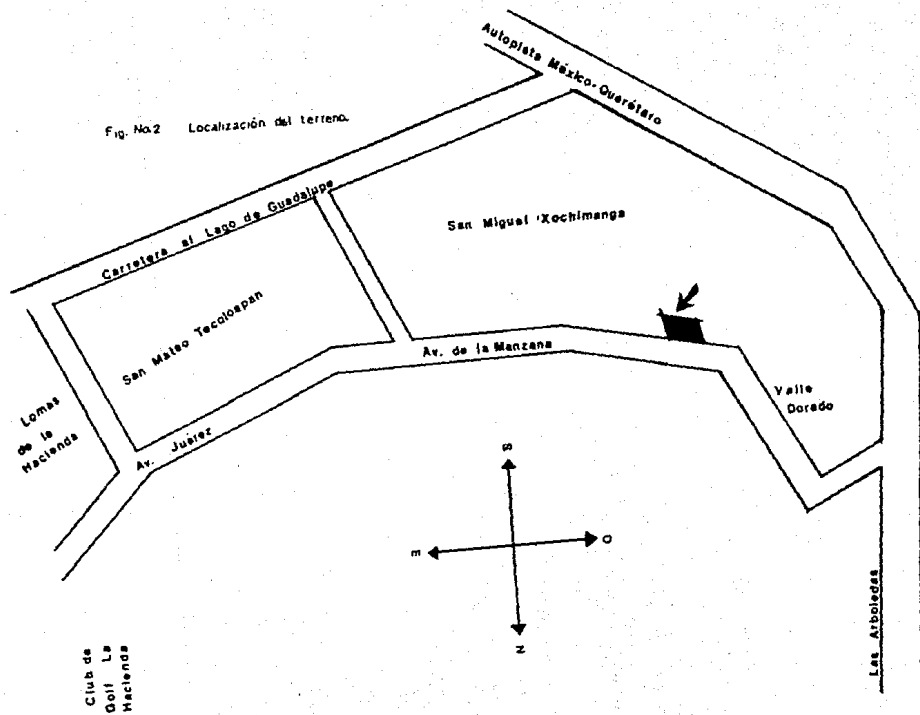 Autopista México-Querétaro
Fig. No.2 Localización del terreno.
Carretera al Lago de Guadalupe
San Miguel Xochimanga
San Mateo Tecoloapan
Av. de la Manzana
Valle
Dorado
Lomas
de la
Hacienda
Av. Juárez
S
E
O
N
Las Arboledas
Club de
Golf La
Hacienda